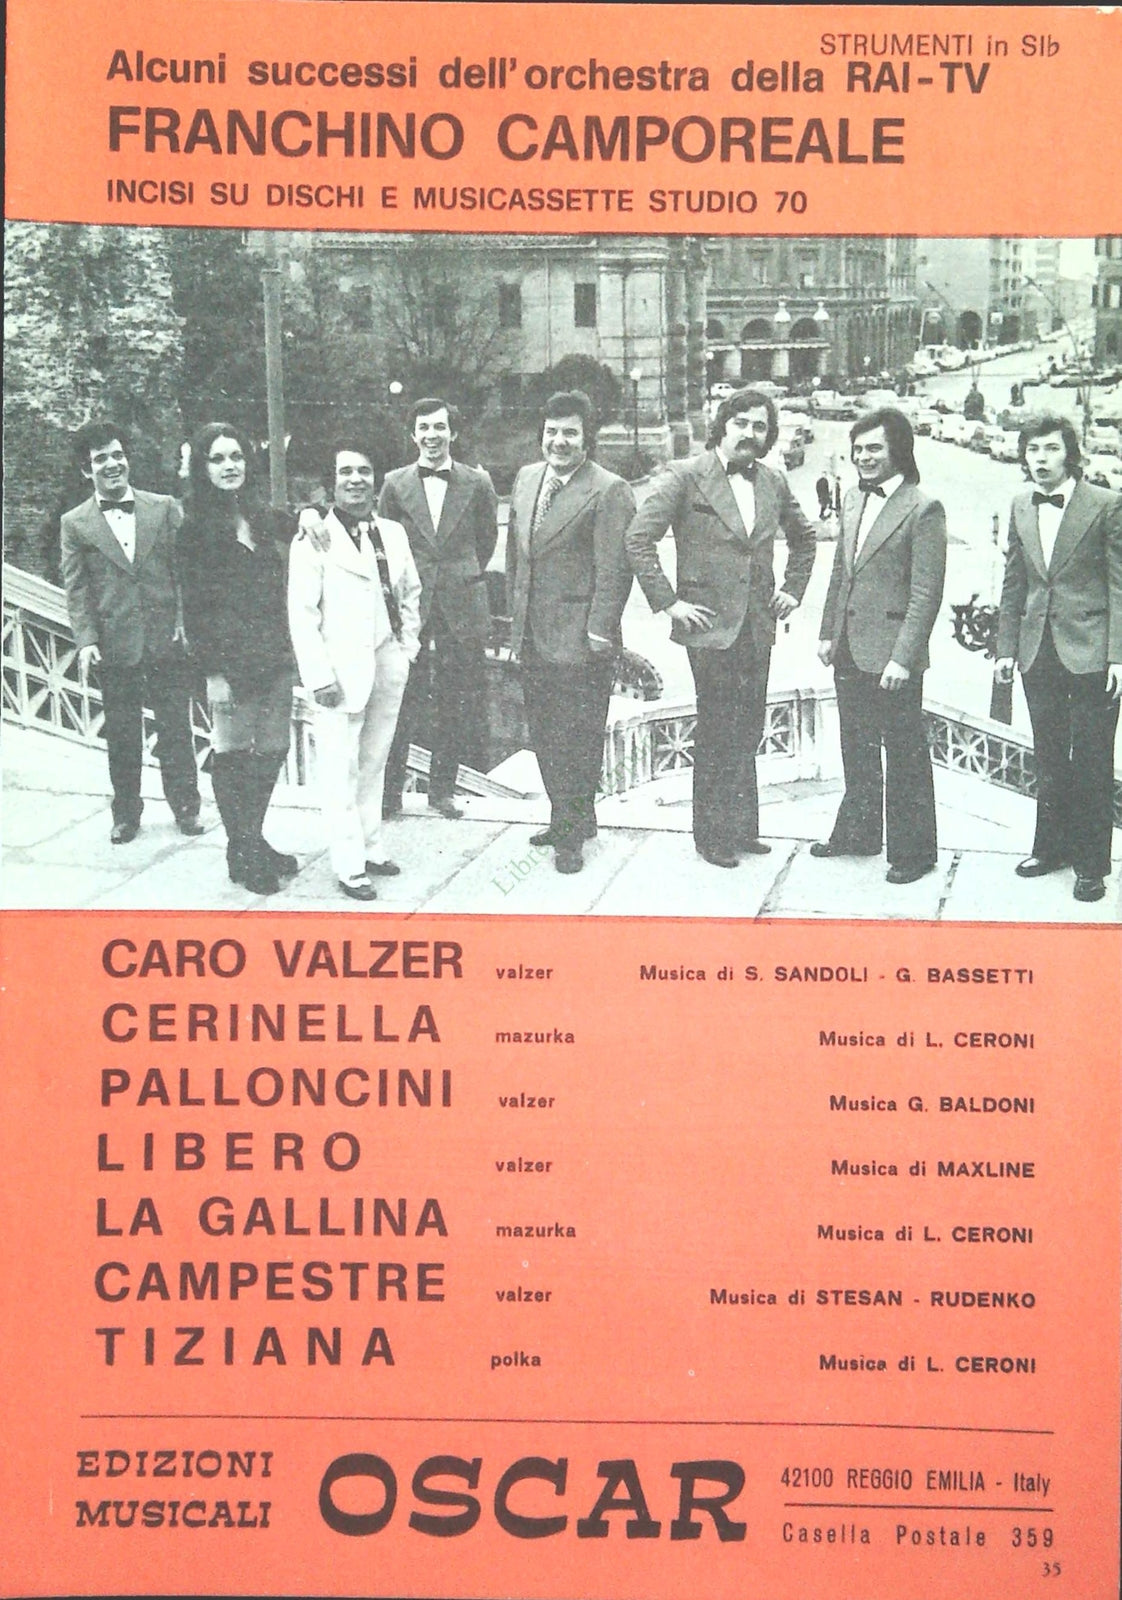 STRUMENTI in SIb
Alcuni successi dell'orchestra della RAI-TV
FRANCHINO CAMPOREALE
INCISI SU DISCHI E MUSICASSETTE STUDIO 70
CARO VALZER valzer Musica di S. SANDOLI - G. BASSETTI
CERINELLA mazurka Musica di L. CERONI
PALLONCINI valzer Musica G. BALDONI
LIBERO valzer Musica di MAXLINE
LA GALLINA mazurka Musica di L. CERONI
CAMPESTRE valzer Musica di STESAN - RUDENKO
TIZIANA polka Musica di L. CERONI
EDIZIONI
MUSICALI
OSCAR
42100 REGGIO EMILIA - Italy
Casella Postale 359
35